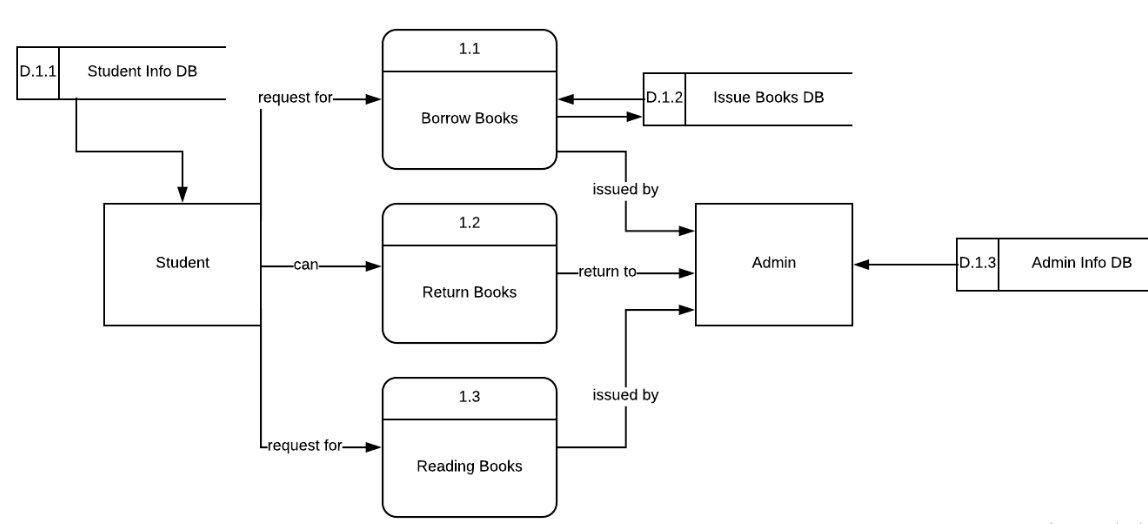 1.1
D.1.1 Student Info DB
request for
D.1.2 Issue Books DB
Borrow Books
issued by
1.2
Student
can
return to
Admin
D.1.3 Admin Info DB
Return Books
1.3
issued by
request for
Reading Books